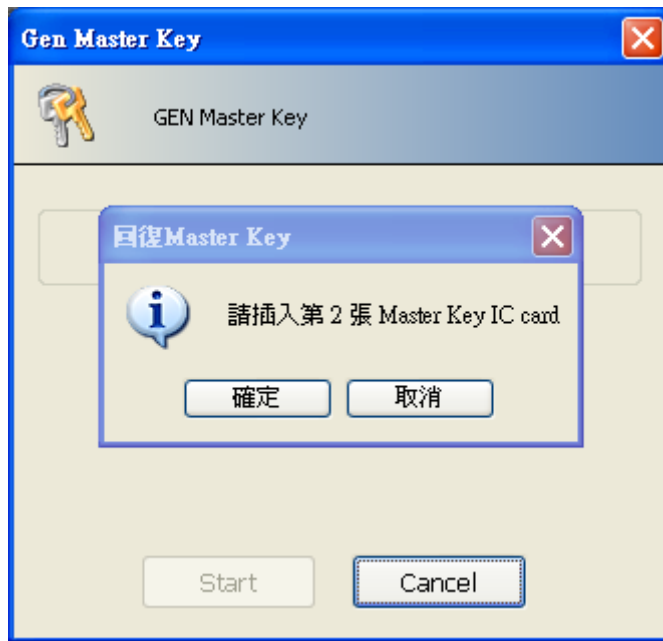 Gen Master Key
GEN Master Key
回復Master Key
請插入第 2 張 Master Key IC card
確定
取消
Start
Cancel